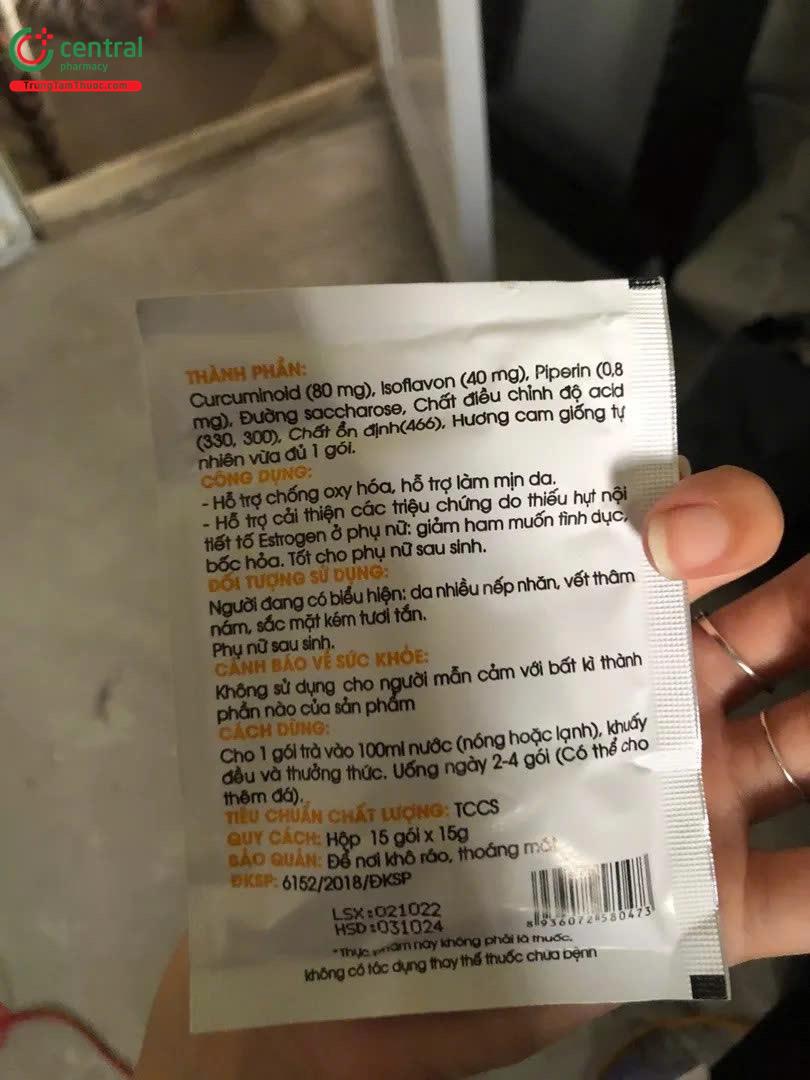 central
pharmacy
TrungTamThuoc.com
THÀNH PHẦN:
Curcuminoid (80 mg), Isoflavon (40 mg), Piperin (0,8
mg), Đường saccharose, Chất điều chỉnh độ acid
(330, 300), Chất ổn định(466), Hương cam giống tự
nhiên vừa đủ 1 gói.
CÔNG DỤNG:
- Hỗ trợ chống oxy hóa, hỗ trợ làm mịn da.
- Hỗ trợ cải thiện các triệu chứng do thiếu hụt nội
tiết tố Estrogen ở phụ nữ: giảm ham muốn tình dục,
bốc hỏa. Tốt cho phụ nữ sau sinh.
ĐỐI TƯỢNG SỬ DỤNG:
Người đang có biểu hiện: da nhiều nếp nhăn, vết thâm
nám, sắc mặt kém tươi tắn.
Phụ nữ sau sinh.
CẢNH BÁO VỀ SỨC KHỎE:
Không sử dụng cho người mẫn cảm với bất kì thành
phần nào của sản phẩm
CÁCH DÙNG:
Cho 1 gói trà vào 100ml nước (nóng hoặc lạnh), khuấy
đều và thưởng thức. Uống ngày 2-4 gói (Có thể cho
thêm đá).
TIÊU CHUẨN CHẤT LƯỢNG: TCCS
QUY CÁCH: Hộp 15 gói x 15g
BẢO QUẢN: Để nơi khô ráo, thoáng mát
ĐKSP: 6152/2018/ĐKSP
LSX:021022
HSD:031024
8 936072 580473
*Thực phẩm này không phải là thuốc,
không có tác dụng thay thế thuốc chữa bệnh